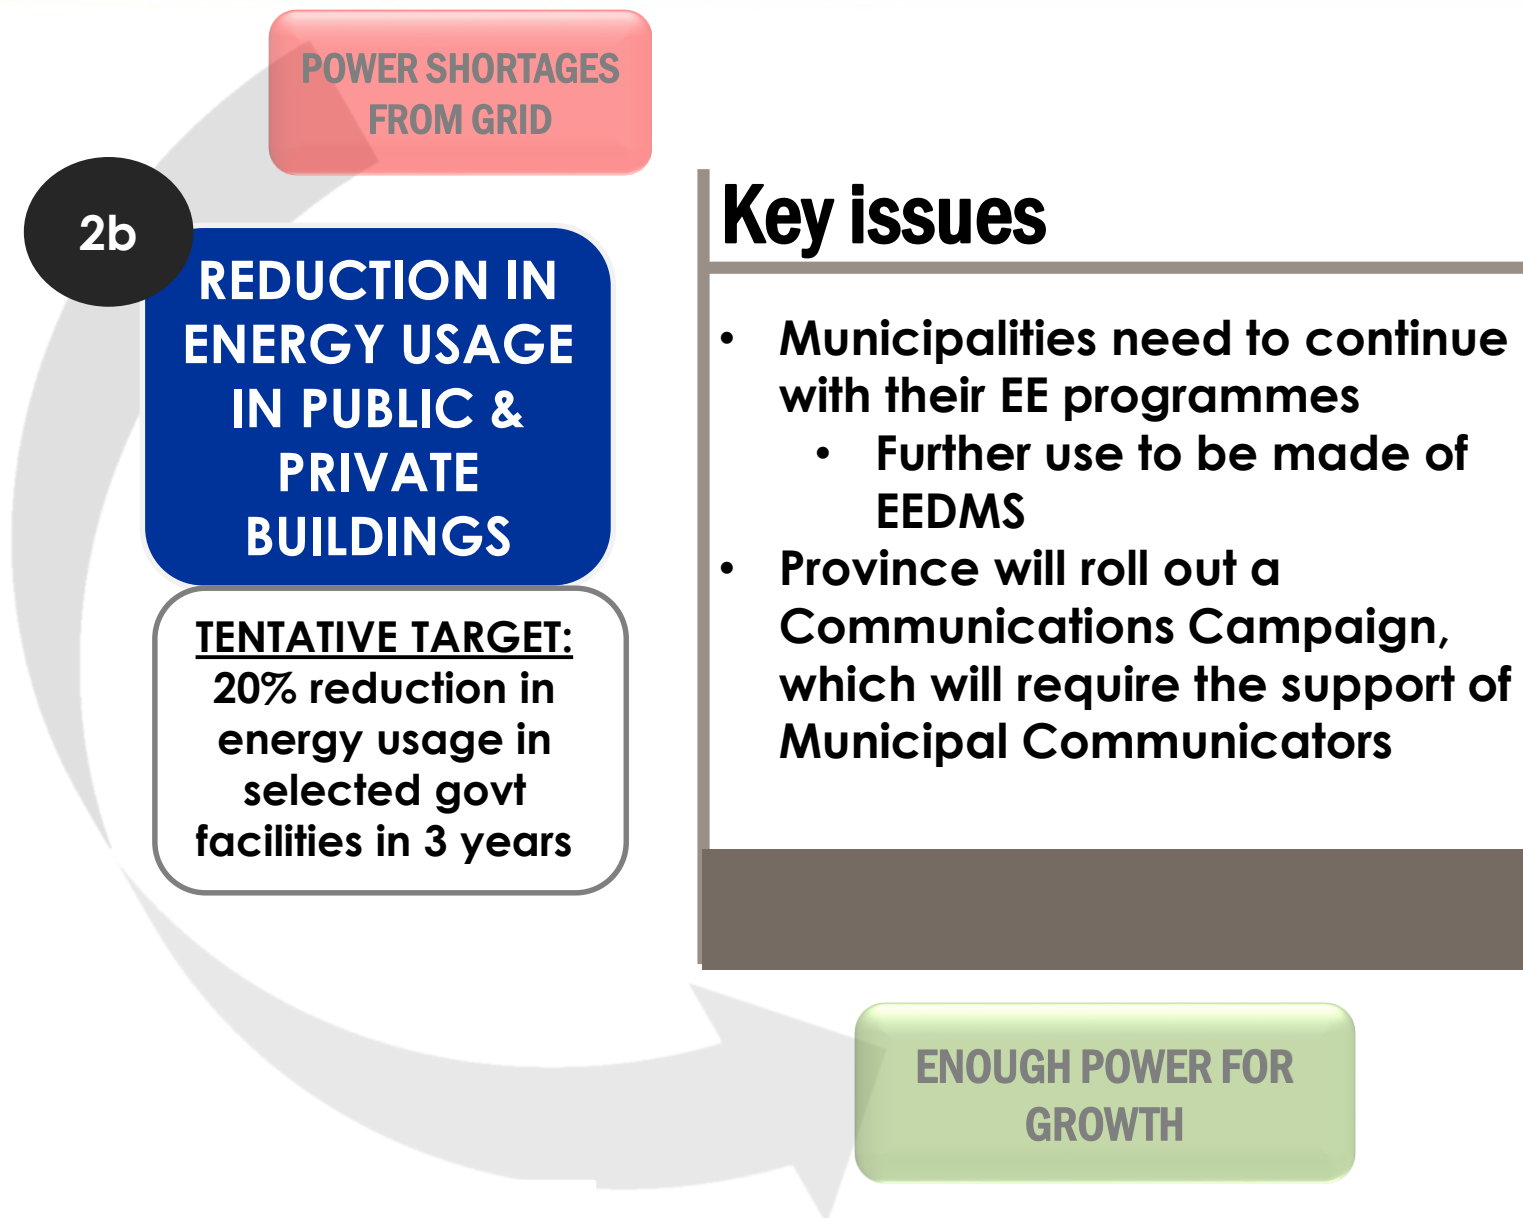 POWER SHORTAGES
FROM GRID
2b
REDUCTION IN
ENERGY USAGE
IN PUBLIC &
PRIVATE
BUILDINGS
TENTATIVE TARGET:
20% reduction in
energy usage in
selected govt
facilities in 3 years
Key issues
• Municipalities need to continue
with their EE programmes
• Further use to be made of
EEDMS
• Province will roll out a
Communications Campaign,
which will require the support of
Municipal Communicators
ENOUGH POWER FOR
GROWTH